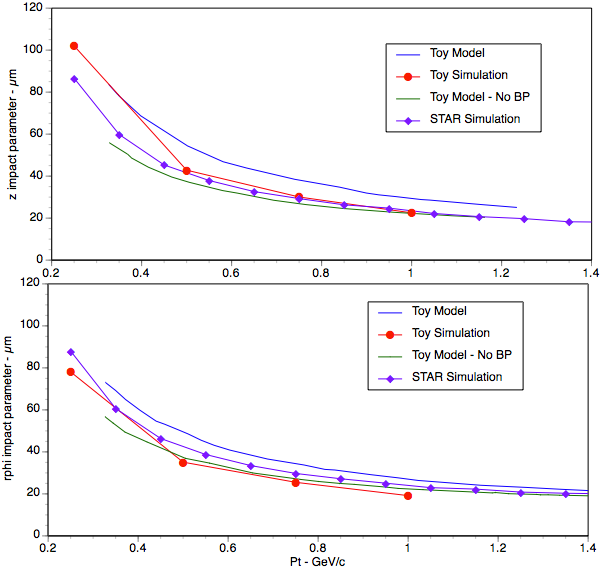 120
100
80
60
40
20
0
z impact parameter - µm
Toy Model
Toy Simulation
Toy Model - No BP
STAR Simulation
0.2 0.4 0.6 0.8 1 1.2 1.4
120
100
80
60
40
20
0
rphi impact parameter - µm
Toy Model
Toy Simulation
Toy Model - No BP
STAR Simulation
0.2 0.4 0.6 0.8 1 1.2 1.4
Pt - GeV/c